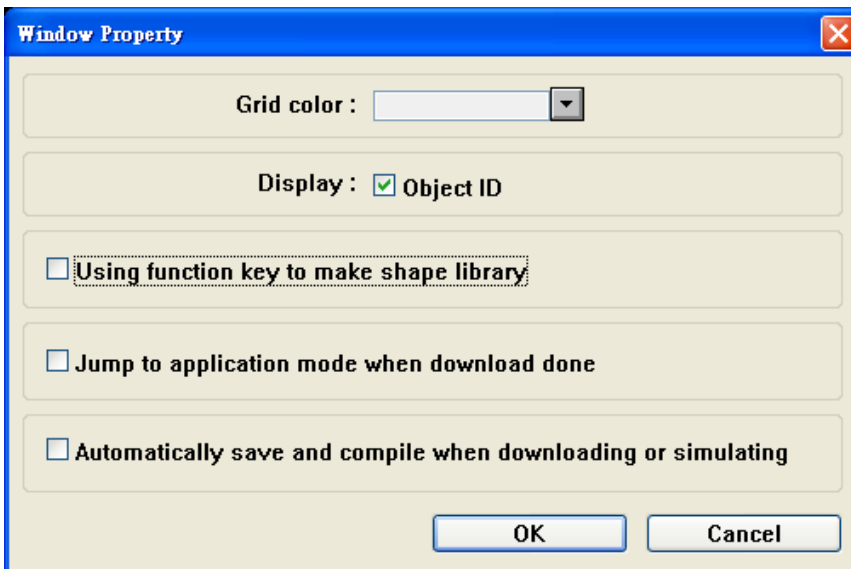 Window Property
Grid color :
Display : Object ID
Using function key to make shape library
Jump to application mode when download done
Automatically save and compile when downloading or simulating
OK Cancel